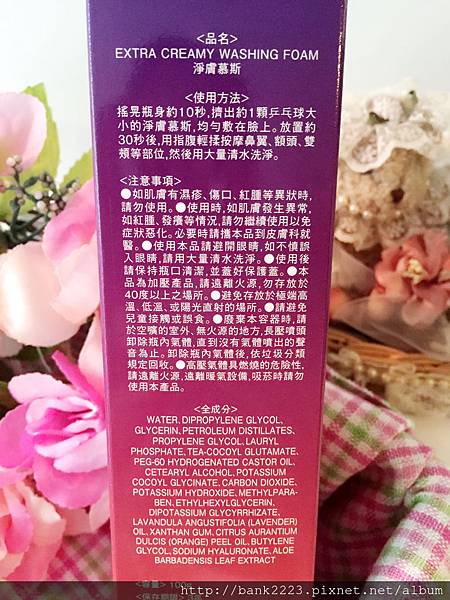 <品名>
EXTRA CREAMY WASHING FOAM
淨膚慕斯
<使用方法>
搖晃瓶身約10秒,擠出約1顆乒乓球大
小的淨膚慕斯,均勻敷在臉上。放置約
30秒後,用指腹輕揉按摩鼻翼、額頭、雙
頰等部位,然後用大量清水洗淨。
<注意事項>
●如肌膚有濕疹、傷口、紅腫等異狀時,
請勿使用。●使用時,如肌膚發生異常,
如紅腫、發癢等情況,請勿繼續使用以免
症狀惡化。必要時請攜本品到皮膚科就
醫。●使用本品請避開眼睛,如不慎誤
入眼睛,請用大量清水洗淨。●使用後
請保持瓶口清潔,並蓋好保護蓋。●本
品為加壓產品,請遠離火源,勿存放於
40度以上之場所。●避免存放於極端高
溫、低溫、或陽光直射的場所。●請避免
兒童接觸或誤食。●廢棄本容器時,請
於空曠的室外、無火源的地方,長壓噴頭
卸除瓶內氣體,直到沒有氣體噴出的聲
音為止。卸除瓶內氣體後,依垃圾分類
規定回收。●高壓氣體具燃燒的危險性,
請遠離火源,遠離暖氣設備,吸菸時請勿
使用本產品。
<全成分>
WATER, DIPROPYLENE GLYCOL,
GLYCERIN, PETROLEUM DISTILLATES,
PROPYLENE GLYCOL, LAURYL
PHOSPHATE, TEA-COCOYL GLUTAMATE,
PEG-60 HYDROGENATED CASTOR OIL,
CETEARYL ALCOHOL, POTASSIUM
COCOYL GLYCINATE, CARBON DIOXIDE,
POTASSIUM HYDROXIDE, METHYLPARA-
BEN, ETHYLHEXYLGLYCERIN,
DIPOTASSIUM GLYCYRRHIZATE,
LAVANDULA ANGUSTIFOLIA (LAVENDER)
OIL, XANTHAN GUM, CITRUS AURANTIUM
DULCIS (ORANGE) PEEL OIL, BUTYLENE
GLYCOL, SODIUM HYALURONATE, ALOE
BARBADENSIS LEAF EXTRACT
<容量> 100g
<保存期限> 3年
http://bank2223.pixnet.net/album